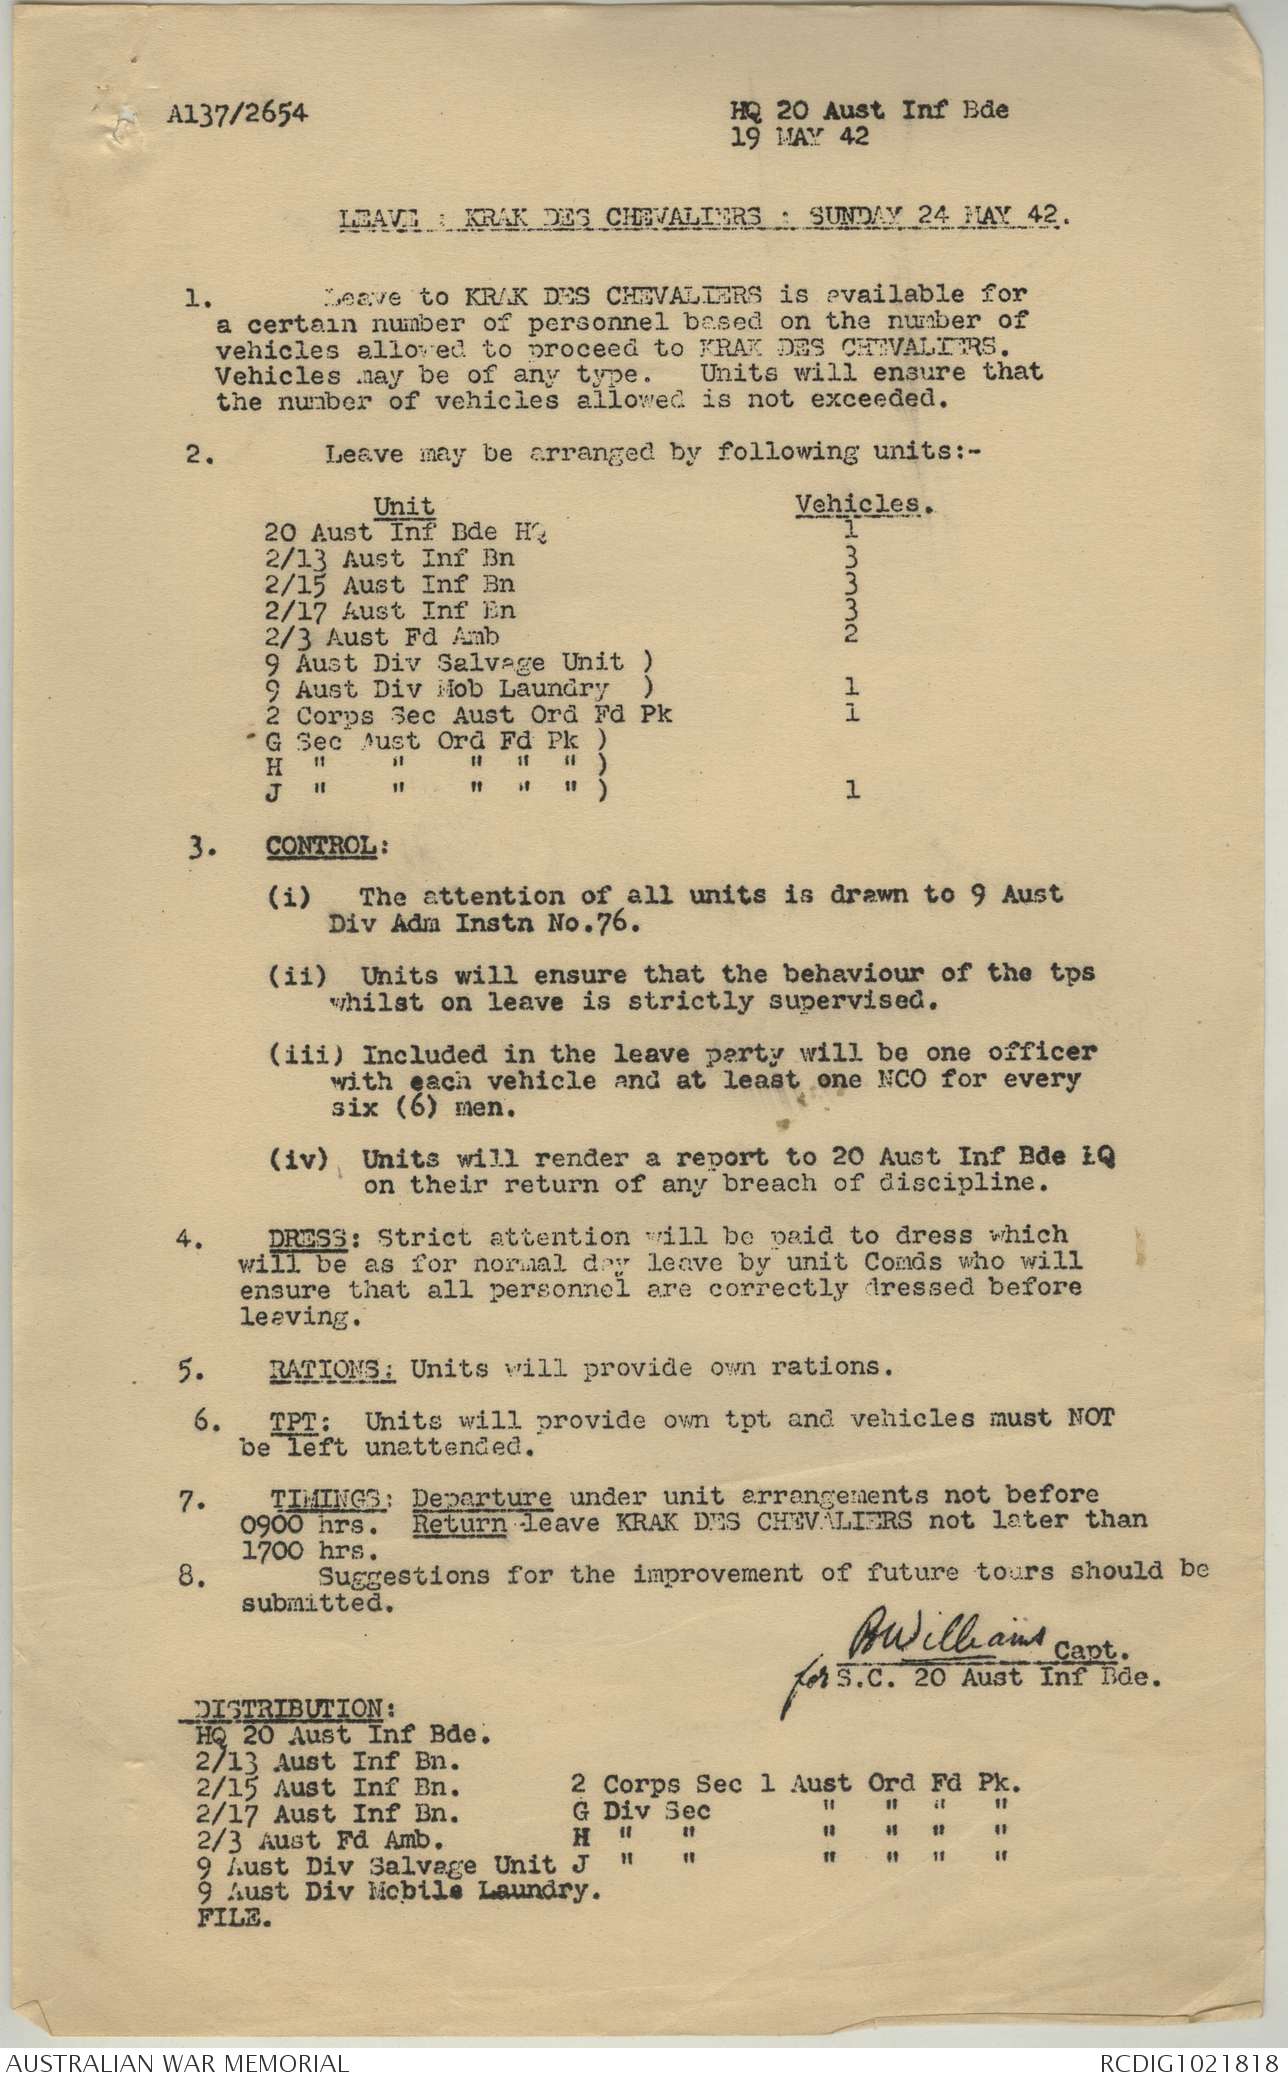 A137/2654
HQ 20 Aust Inf Bde
19 MAY 42
LEAVE : KRAK DES CHEVALIERS : SUNDAY 24 MAY 42.
1. Leave to KRAK DES CHEVALIERS is available for
a certain number of personnel based on the number of
vehicles allowed to proceed to KRAK DES CHEVALIERS.
Vehicles may be of any type. Units will ensure that
the number of vehicles allowed is not exceeded.
2. Leave may be arranged by following units:-
Unit Vehicles.
20 Aust Inf Bde HQ 1
2/13 Aust Inf Bn 3
2/15 Aust Inf Bn 3
2/17 Aust Inf Bn 3
2/3 Aust Fd Amb 2
9 Aust Div Salvage Unit )
9 Aust Div Mob Laundry ) 1
2 Corps Sec Aust Ord Fd Pk 1
G Sec Aust Ord Fd Pk )
H " " " " " )
J " " " " " ) 1
3. CONTROL:
(i) The attention of all units is drawn to 9 Aust
Div Adm Instn No.76.
(ii) Units will ensure that the behaviour of the tps
whilst on leave is strictly supervised.
(iii) Included in the leave party will be one officer
with each vehicle and at least one NCO for every
six (6) men.
(iv) Units will render a report to 20 Aust Inf Bde HQ
on their return of any breach of discipline.
4. DRESS: Strict attention will be paid to dress which
will be as for normal day leave by unit Comds who will
ensure that all personnel are correctly dressed before
leaving.
5. RATIONS: Units will provide own rations.
6. TPT: Units will provide own tpt and vehicles must NOT
be left unattended.
7. TIMINGS: Departure under unit arrangements not before
0900 hrs. Return leave KRAK DES CHEVALIERS not later than
1700 hrs.
8. Suggestions for the improvement of future tours should be
submitted.
BWilliams Capt.
for S.C. 20 Aust Inf Bde.
DISTRIBUTION:
HQ 20 Aust Inf Bde.
2/13 Aust Inf Bn.
2/15 Aust Inf Bn. 2 Corps Sec 1 Aust Ord Fd Pk.
2/17 Aust Inf Bn. G Div Sec " " " "
2/3 Aust Fd Amb. H " " " " " "
9 Aust Div Salvage Unit J " " " " " "
9 Aust Div Mobile Laundry.
FILE.
AUSTRALIAN WAR MEMORIAL
RCDIG1021818